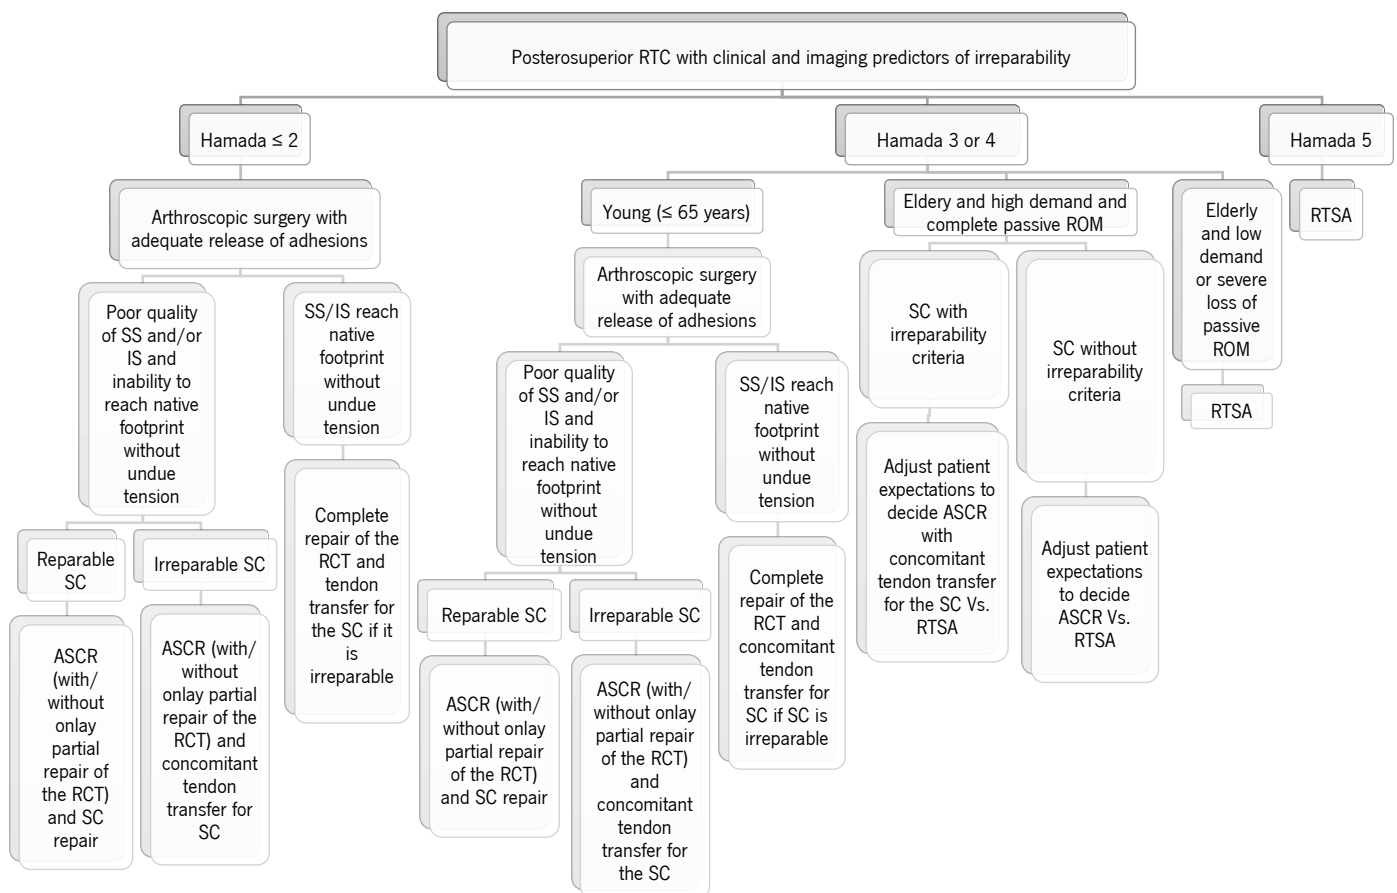 Posterosuperior RTC with clinical and imaging predictors of irreparability
Hamada ≤ 2
Arthroscopic surgery with
adequate release of adhesions
Poor quality
of SS and/or
IS and
inability to
reach native
footprint
without
undue
tension
Reparable
SC
ASCR
(with/
without
onlay
partial
repair of
the RCT)
and SC
repair
Irreparable SC
ASCR (with/
without
onlay partial
repair of the
RCT) and
concomitant
tendon
transfer for
SC
SS/IS reach
native
footprint
without
undue
tension
Complete
repair of the
RCT and
tendon
transfer for
the SC if it
is
irreparable
Hamada 3 or 4
Young (≤ 65 years)
Arthroscopic surgery
with adequate
release of adhesions
Poor quality
of SS and/or
IS and
inability to
reach native
footprint
without
undue
tension
Reparable SC
ASCR (with/
without onlay
partial repair
of the RCT)
and SC repair
Irreparable SC
ASCR (with/
without onlay
partial repair
of the RCT)
and
concomitant
tendon
transfer for
the SC
SS/IS reach
native
footprint
without
undue
tension
Complete
repair of the
RCT and
concomitant
tendon
transfer for
SC if SC is
irreparable
Eldery and high demand and
complete passive ROM
SC with
irreparability
criteria
Adjust patient
expectations to
decide ASCR
with
concomitant
tendon transfer
for the SC Vs.
RTSA
SC without
irreparability
criteria
Adjust patient
expectations
to decide
ASCR Vs.
RTSA
Elderly
and low
demand
or severe
loss of
passive
ROM
RTSA
Hamada 5
RTSA